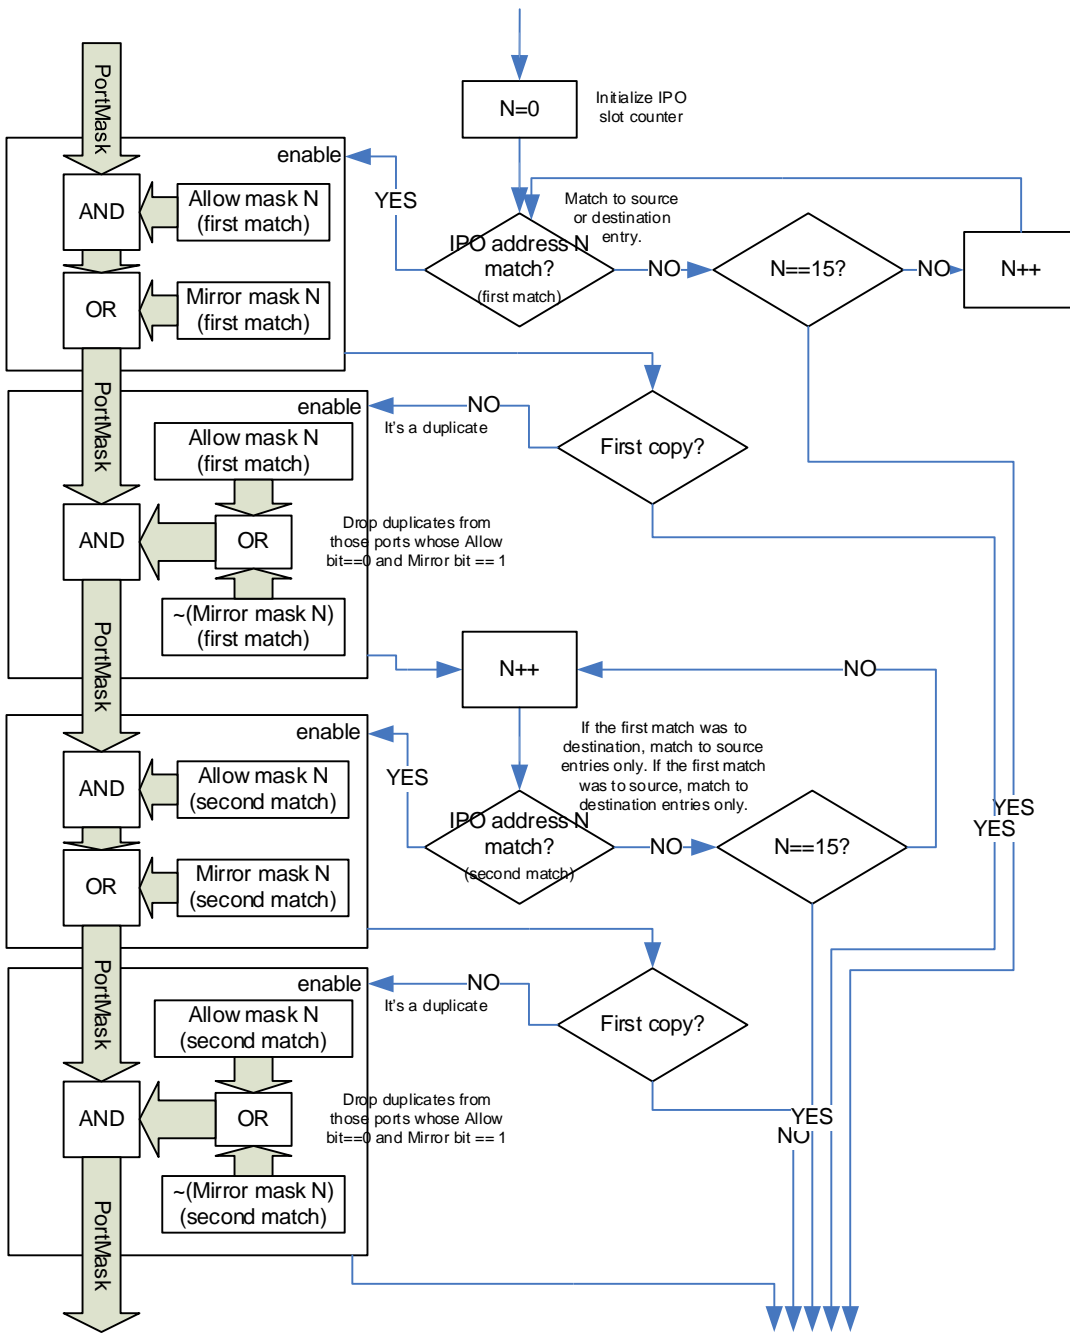 PortMask
N=0
Initialize IPO
slot counter
enable
YES
AND
Allow mask N
(first match)
Match to source
or destination
entry.
IPO address N
match?
(first match)
NO
N==15?
NO
N++
OR
Mirror mask N
(first match)
PortMask
enable
NO
It's a duplicate
First copy?
Allow mask N
(first match)
AND
OR
Drop duplicates from
those ports whose Allow
bit==0 and Mirror bit == 1
~(Mirror mask N)
(first match)
PortMask
N++
NO
enable
YES
If the first match was to
destination, match to source
entries only. If the first match
was to source, match to
destination entries only.
AND
Allow mask N
(second match)
IPO address N
match?
(second match)
NO
N==15?
YES
YES
OR
Mirror mask N
(second match)
PortMask
enable
NO
It's a duplicate
First copy?
Allow mask N
(second match)
AND
OR
Drop duplicates from
those ports whose Allow
bit==0 and Mirror bit == 1
YES
NO
~(Mirror mask N)
(second match)
PortMask